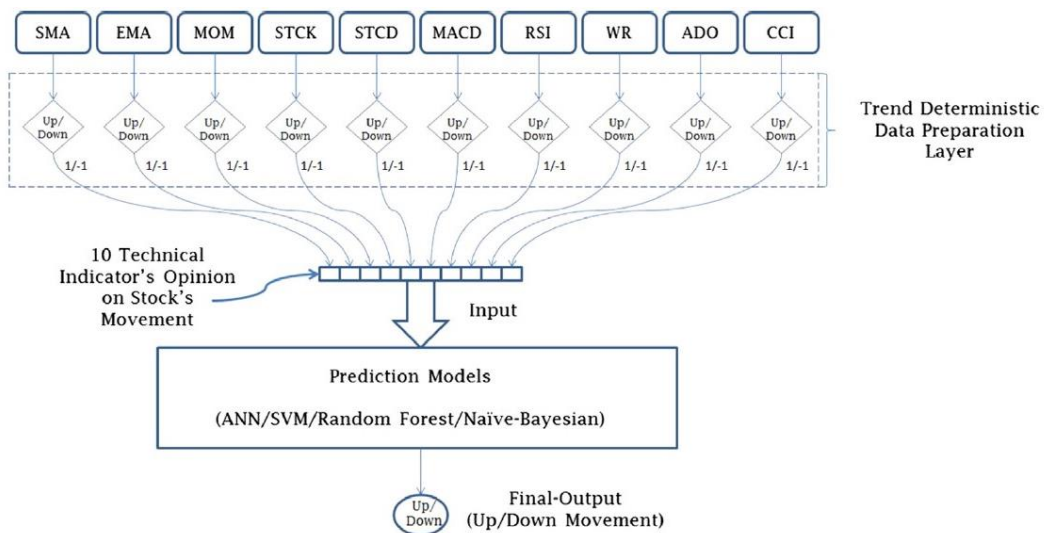 SMA
EMA
MOM
STCK
STCD
MACD
RSI
WR
ADO
CCI
Up/
Down
Up/
Down
Up/
Down
Up/
Down
Up/
Down
Up/
Down
Up/
Down
Up/
Down
Up/
Down
Up/
Down
Trend Deterministic
Data Preparation
Layer
1/-1
1/-1
1/-1
1/-1
1/-1
1/-1
1/-1
1/-1
1/-1
1/-1
10 Technical
Indicator's Opinion
on Stock's
Movement
Input
Prediction Models
(ANN/SVM/Random Forest/Naïve-Bayesian)
Up/
Down
Final-Output
(Up/Down Movement)